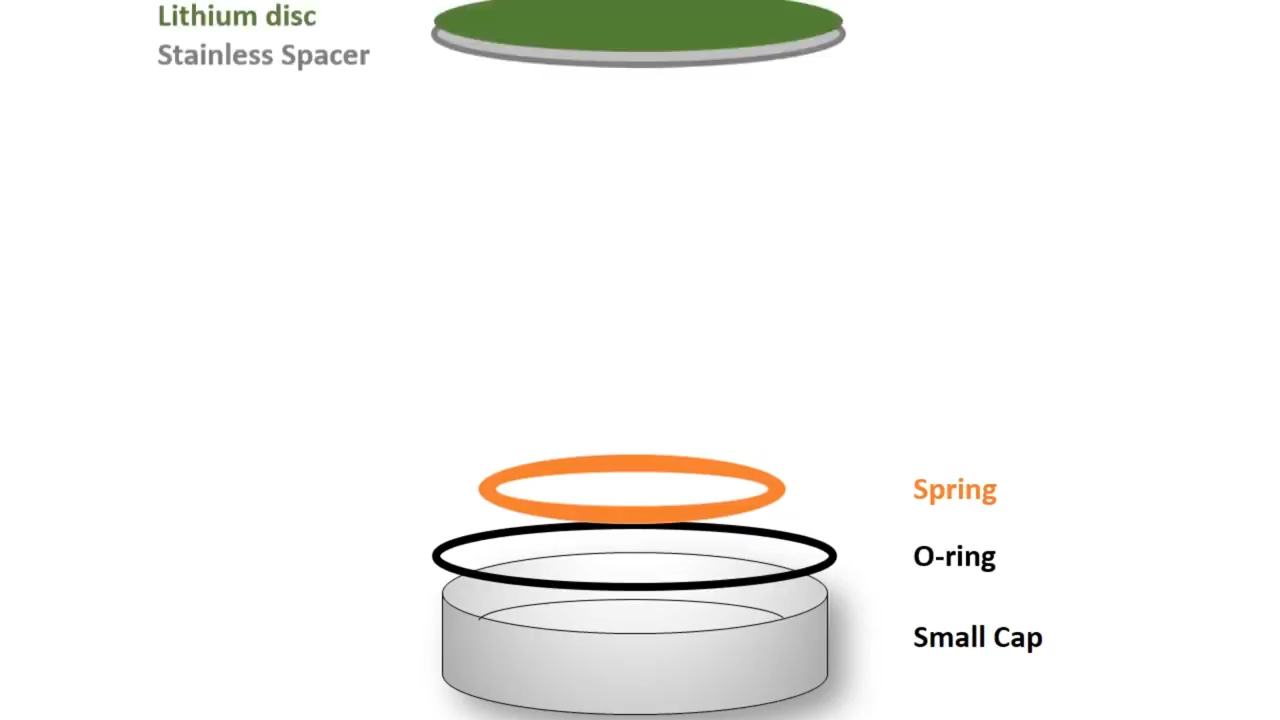 Lithium disc
Stainless Spacer
Spring
O-ring
Small Cap